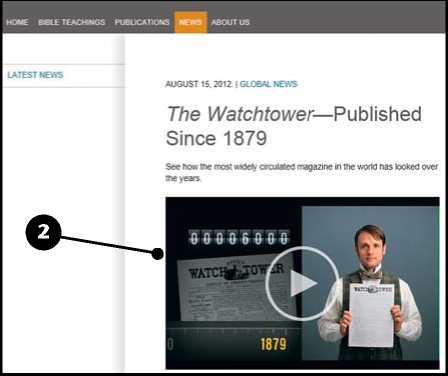 HOME BIBLE TEACHINGS PUBLICATIONS NEWS ABOUT US
LATEST NEWS
AUGUST 15, 2012. | GLOBAL NEWS
The Watchtower—Published
Since 1879
See how the most widely circulated magazine in the world has looked over
the years.
2
00006000
WATCH TOWER
WATCH TOWER
0
1879